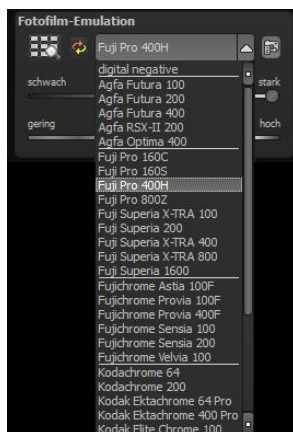 Fotofilm-Emulation
Fuji Pro 400H
digital negative
schwach
stark
Agfa Futura 100
Agfa Futura 200
Agfa Futura 400
gering
hoch
Agfa RSX-II 200
Agfa Optima 400
Fuji Pro 160C
Fuji Pro 160S
Fuji Pro 400H
Fuji Pro 800Z
Fuji Superia X-TRA 100
Fuji Superia 200
Fuji Superia X-TRA 400
Fuji Superia X-TRA 800
Fuji Superia 1600
Fujichrome Astia 100F
Fujichrome Provia 100F
Fujichrome Provia 400F
Fujichrome Sensia 100
Fujichrome Sensia 200
Fujichrome Velvia 100
Kodachrome 64
Kodachrome 200
Kodak Ektachrome 64 Pro
Kodak Ektachrome 400 Pro
Kodak Elite Chrome 100